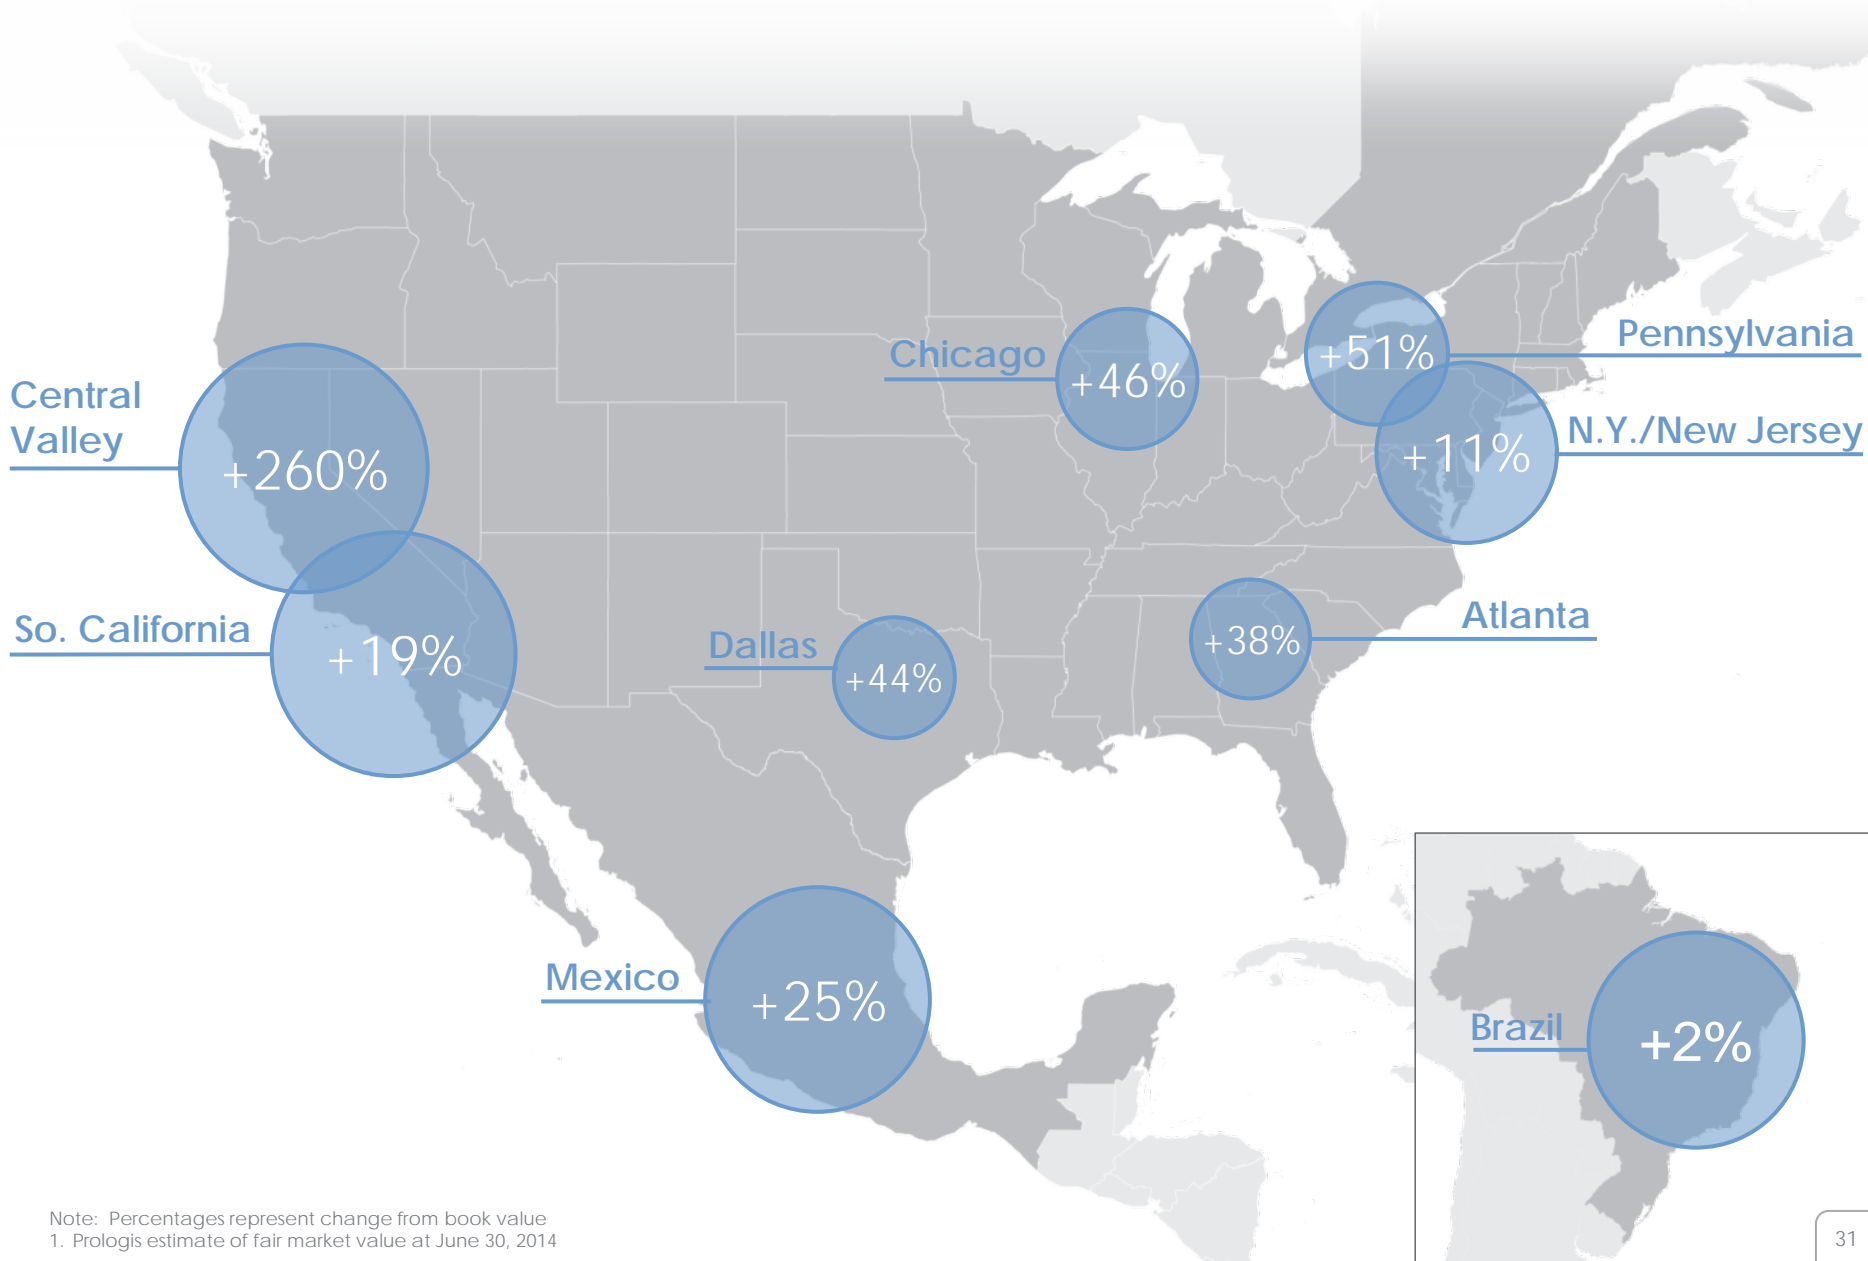 Pennsylvania
Chicago
+51%
+46%
Central
Valley
N.Y./New Jersey
+11%
+260%
So. California
+19%
Dallas
+44%
Atlanta
+38%
Mexico
+25%
Brazil
+2%
Note: Percentages represent change from book value
1. Prologis estimate of fair market value at June 30, 2014
31